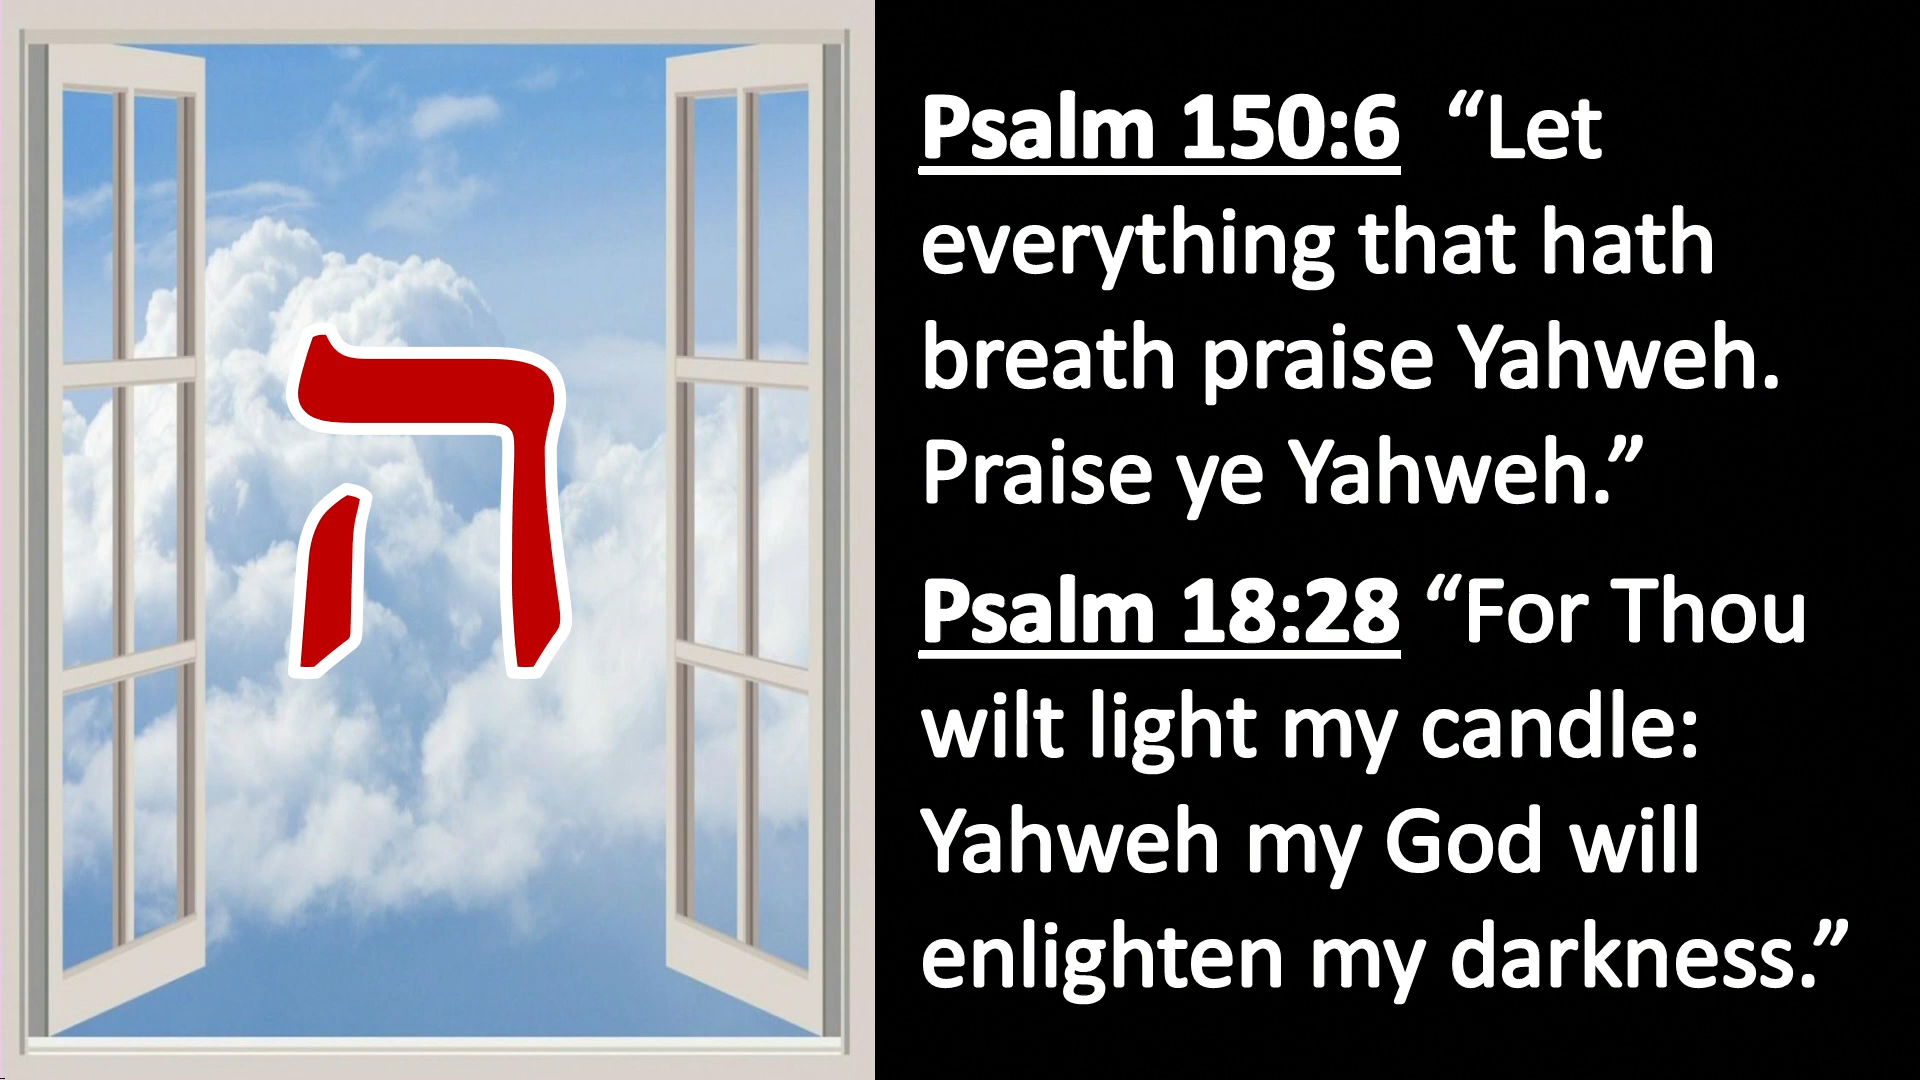 ה
Psalm 150:6 “Let
everything that hath
breath praise Yahweh.
Praise ye Yahweh.”
Psalm 18:28 “For Thou
wilt light my candle:
Yahweh my God will
enlighten my darkness.”